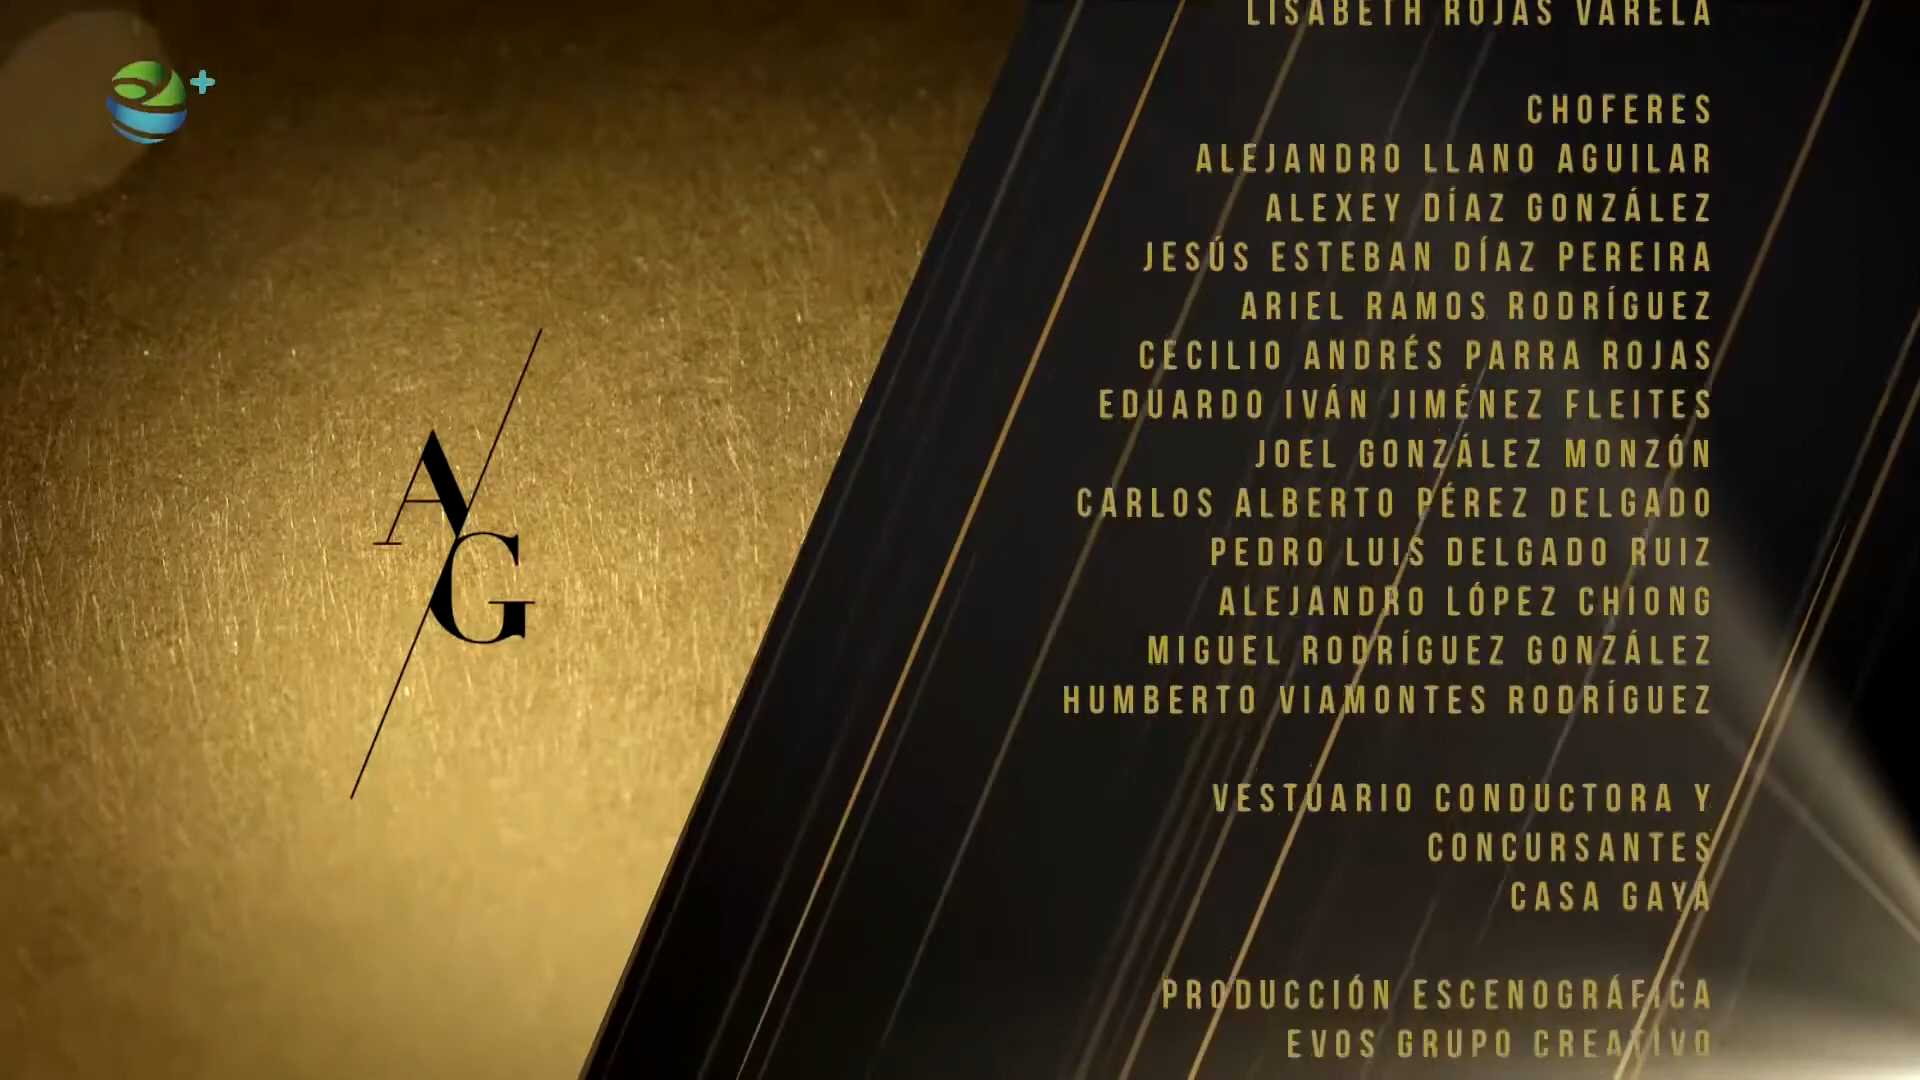 LISABETH ROJAS VARELA
CHOFERES
ALEJANDRO LLANO AGUILAR
ALEXEY DÍAZ GONZÁLEZ
JESÚS ESTEBAN DÍAZ PEREIRA
ARIEL RAMOS RODRÍGUEZ
CECILIO ANDRÉS PARRA ROJAS
EDUARDO IVÁN JIMÉNEZ FLEITES
JOEL GONZÁLEZ MONZÓN
CARLOS ALBERTO PÉREZ DELGADO
PEDRO LUIS DELGADO RUIZ
ALEJANDRO LÓPEZ CHIONG
MIGUEL RODRÍGUEZ GONZÁLEZ
HUMBERTO VIAMONTES RODRÍGUEZ
VESTUARIO CONDUCTORA Y
CONCURSANTES
CASA GAYA
PRODUCCIÓN ESCENOGRÁFICA
EVOS GRUPO CREATIVO
A
G
+